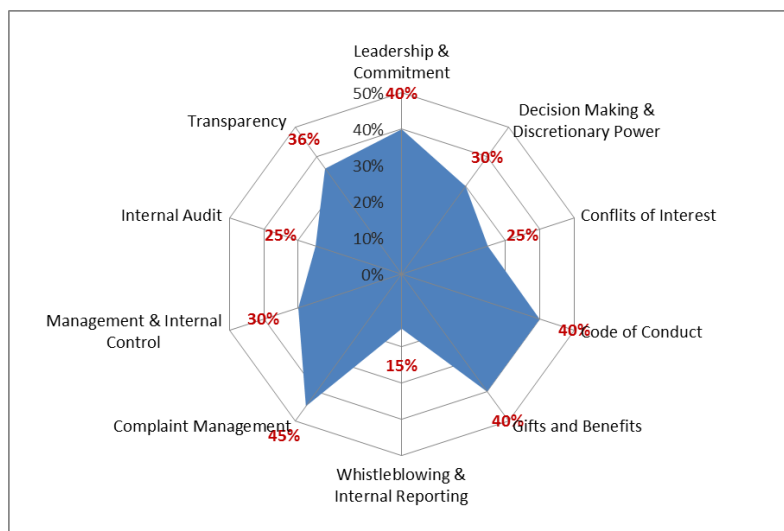 Leadership &
Commitment
50%
40%
Decision Making &
Discretionary Power
Transparency
36%
40%
30%
30%
Internal Audit
25%
20%
25%
Conflits of Interest
10%
0%
Management & Internal
Control
30%
40%
Code of Conduct
15%
Complaint Management
45%
40%
Gifts and Benefits
Whistleblowing &
Internal Reporting